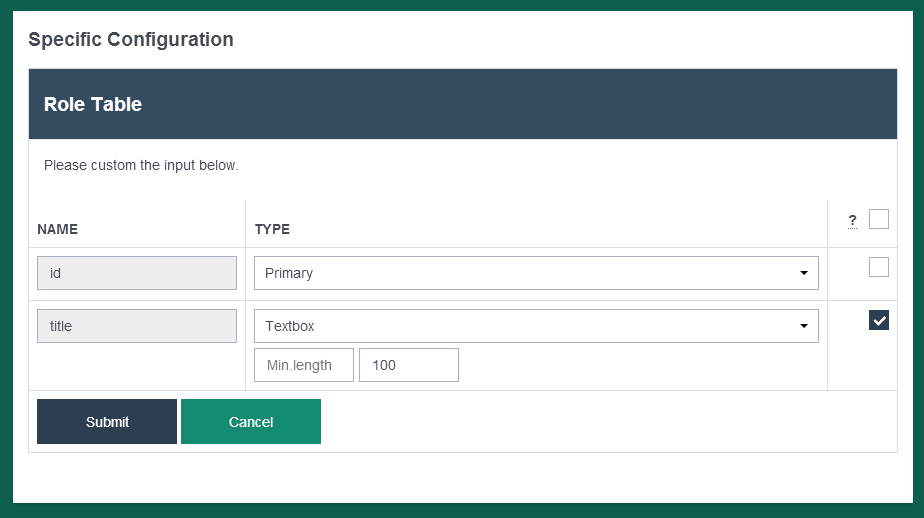 Specific Configuration
Role Table
Please custom the input below.
NAME TYPE ?
id Primary
title Textbox
Min.length 100
Submit Cancel